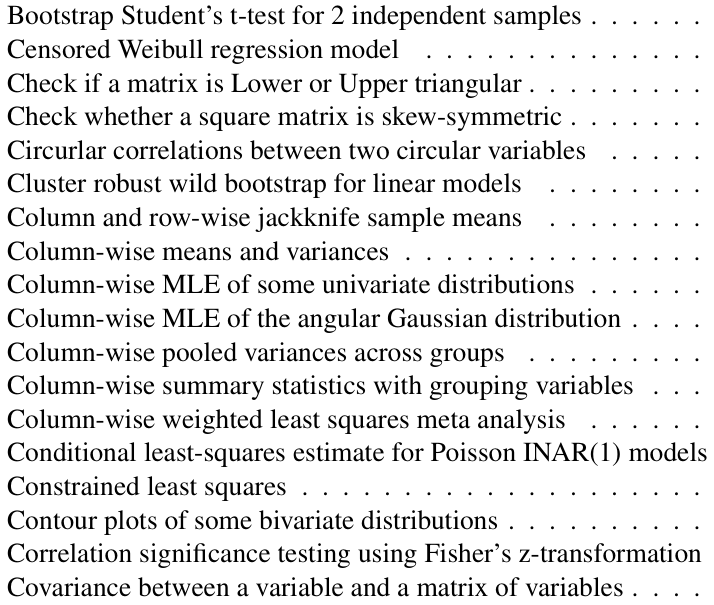 Bootstrap Student's t-test for 2 independent samples . . . . . .
Censored Weibull regression model . . . . . . . . . . . . . .
Check if a matrix is Lower or Upper triangular . . . . . . . . .
Check whether a square matrix is skew-symmetric . . . . . . .
Circurlar correlations between two circular variables . . . . .
Cluster robust wild bootstrap for linear models . . . . . . . .
Column and row-wise jackknife sample means . . . . . . . .
Column-wise means and variances . . . . . . . . . . . . . . .
Column-wise MLE of some univariate distributions . . . . . .
Column-wise MLE of the angular Gaussian distribution . . . .
Column-wise pooled variances across groups . . . . . . . . .
Column-wise summary statistics with grouping variables . . .
Column-wise weighted least squares meta analysis . . . . . .
Conditional least-squares estimate for Poisson INAR(1) models
Constrained least squares . . . . . . . . . . . . . . . . . . . .
Contour plots of some bivariate distributions . . . . . . . . . .
Correlation significance testing using Fisher's z-transformation
Covariance between a variable and a matrix of variables . . . .